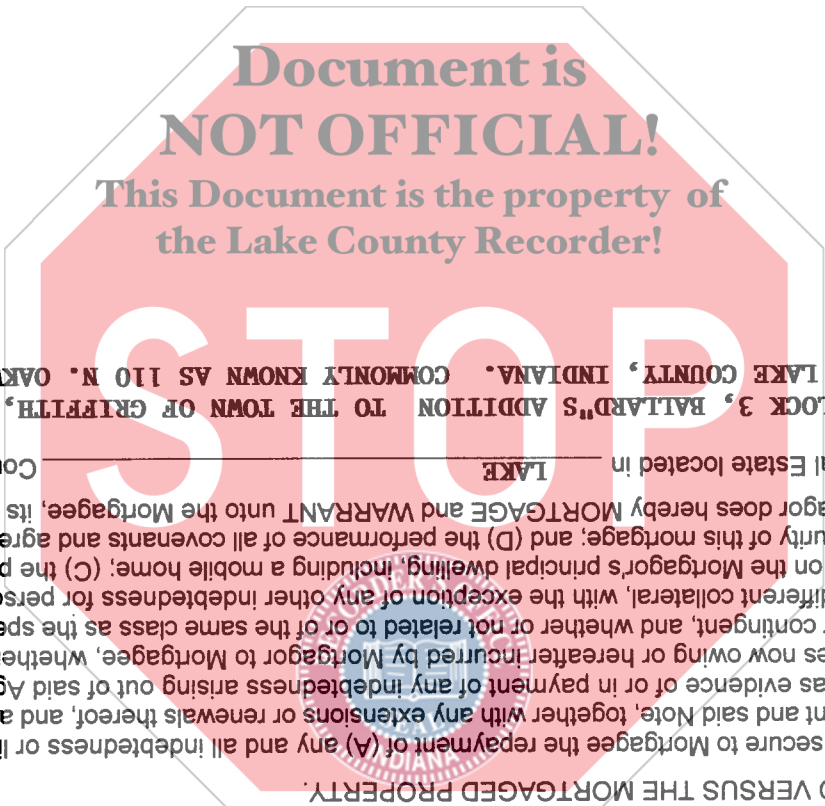 Document is
NOT OFFICIAL!
This Document is the property of
the Lake County Recorder!
STOP
VERSUS THE MORTGAGED PROPERTY.
secure to Mortgagee the repayment of (A) any and all indebtedness or
nt and said Note, together with any extensions or renewals thereof, and a
as evidence of or in payment of any indebtedness arising out of said Ag
es now owing or hereafter incurred by Mortgagor to Mortgagee, whethe
r contingent, and whether or not related to or of the same class as the spe
different collateral, with the exception of any other indebtedness for perso
on the Mortgagor's principal dwelling, including a mobile home; (C) the p
urity of this mortgage; and (D) the performance of all covenants and agre
agor does hereby MORTGAGE and WARRANT unto the Mortgagee, its
al Estate located in LAKE Cou
LOCK 3, BALLARD"S ADDITION TO THE TOWN OF GRIFFITH,
LAKE COUNTY, INDIANA. COMMONLY KNOWN AS 110 N. OAK
INDIANA